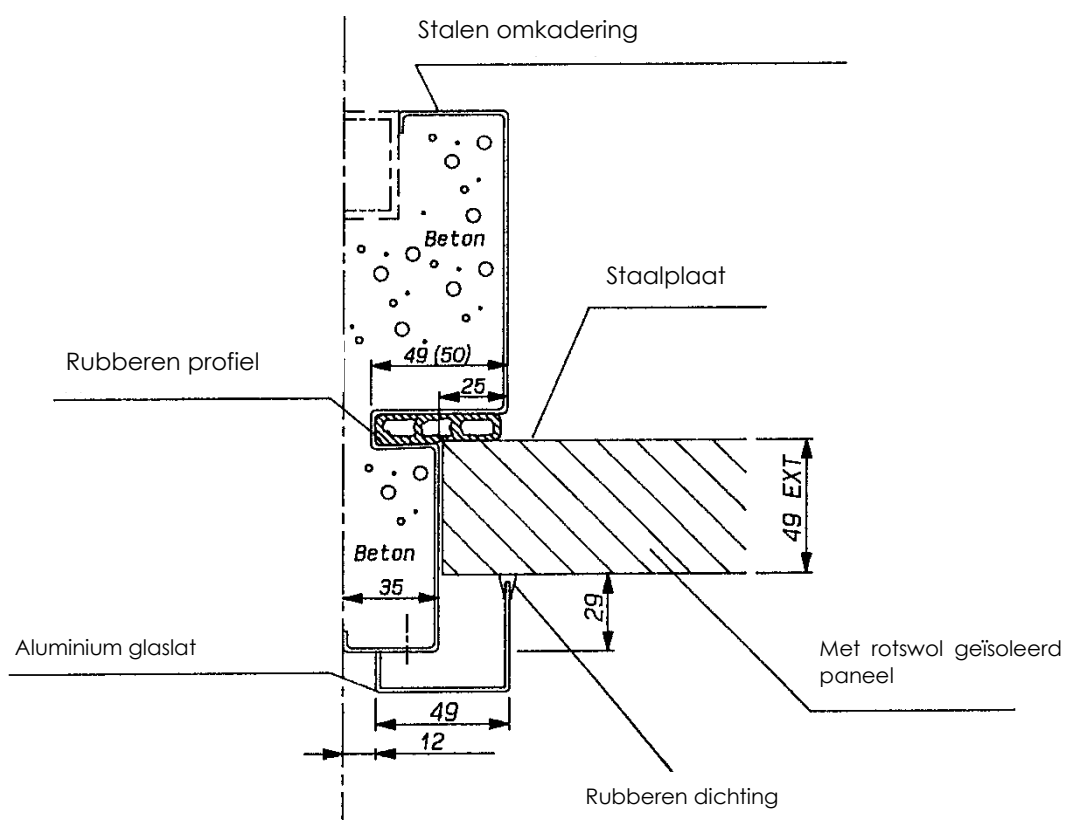 Stalen omkadering
Beton
Staalplaat
49 (50)
Rubberen profiel
25
49 EXT
Beton
35
29
Aluminium glaslat
Met rotswol geïsoleerd
paneel
49
12
Rubberen dichting